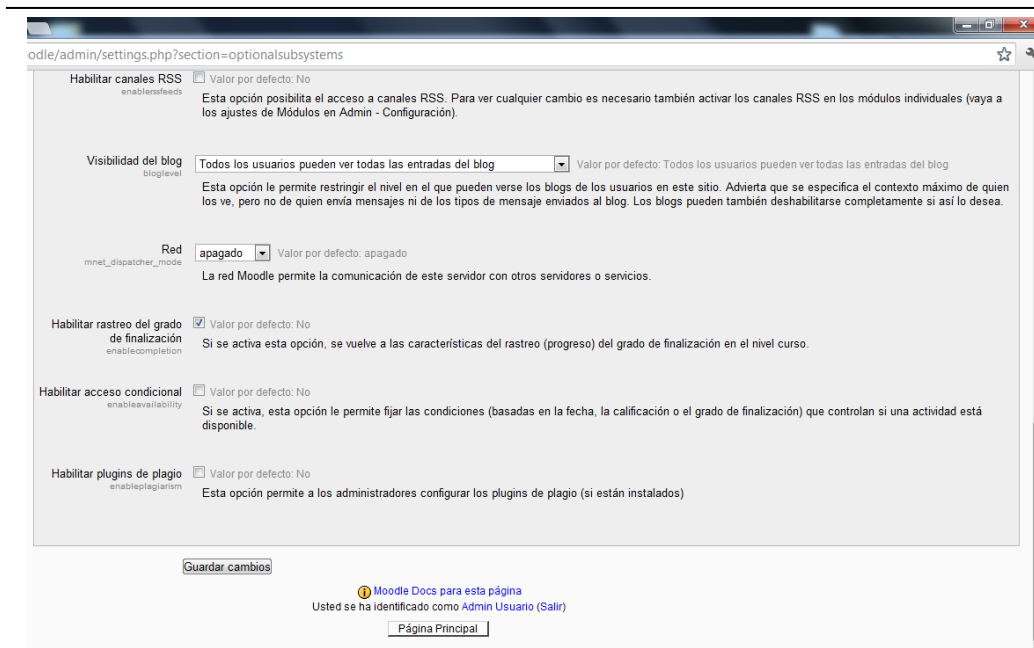 odle/admin/settings.php?section=optionalsubsystems
Habilitar canales RSS Valor por defecto: No
enablerssfeeds
Esta opción posibilita el acceso a canales RSS. Para ver cualquier cambio es necesario también activar los canales RSS en los módulos individuales (vaya a
los ajustes de Módulos en Admin - Configuración).
Visibilidad del blog Todos los usuarios pueden ver todas las entradas del blog Valor por defecto: Todos los usuarios pueden ver todas las entradas del blog
bloglevel
Esta opción le permite restringir el nivel en el que pueden verse los blogs de los usuarios en este sitio. Advierta que se especifica el contexto máximo de quien
los ve, pero no de quien envía mensajes ni de los tipos de mensaje enviados al blog. Los blogs pueden también deshabilitarse completamente si así lo desea.
Red apagado Valor por defecto: apagado
mnet_dispatcher_mode
La red Moodle permite la comunicación de este servidor con otros servidores o servicios.
Habilitar rastreo del grado Valor por defecto: No
de finalización
enablecompletion
Si se activa esta opción, se vuelve a las características del rastreo (progreso) del grado de finalización en el nivel curso.
Habilitar acceso condicional Valor por defecto: No
enableavailability
Si se activa, esta opción le permite fijar las condiciones (basadas en la fecha, la calificación o el grado de finalización) que controlan si una actividad está
disponible.
Habilitar plugins de plagio Valor por defecto: No
enableplagiarism
Esta opción permite a los administradores configurar los plugins de plagio (si están instalados)
Guardar cambios
Moodle Docs para esta página
Usted se ha identificado como Admin Usuario (Salir)
Página Principal